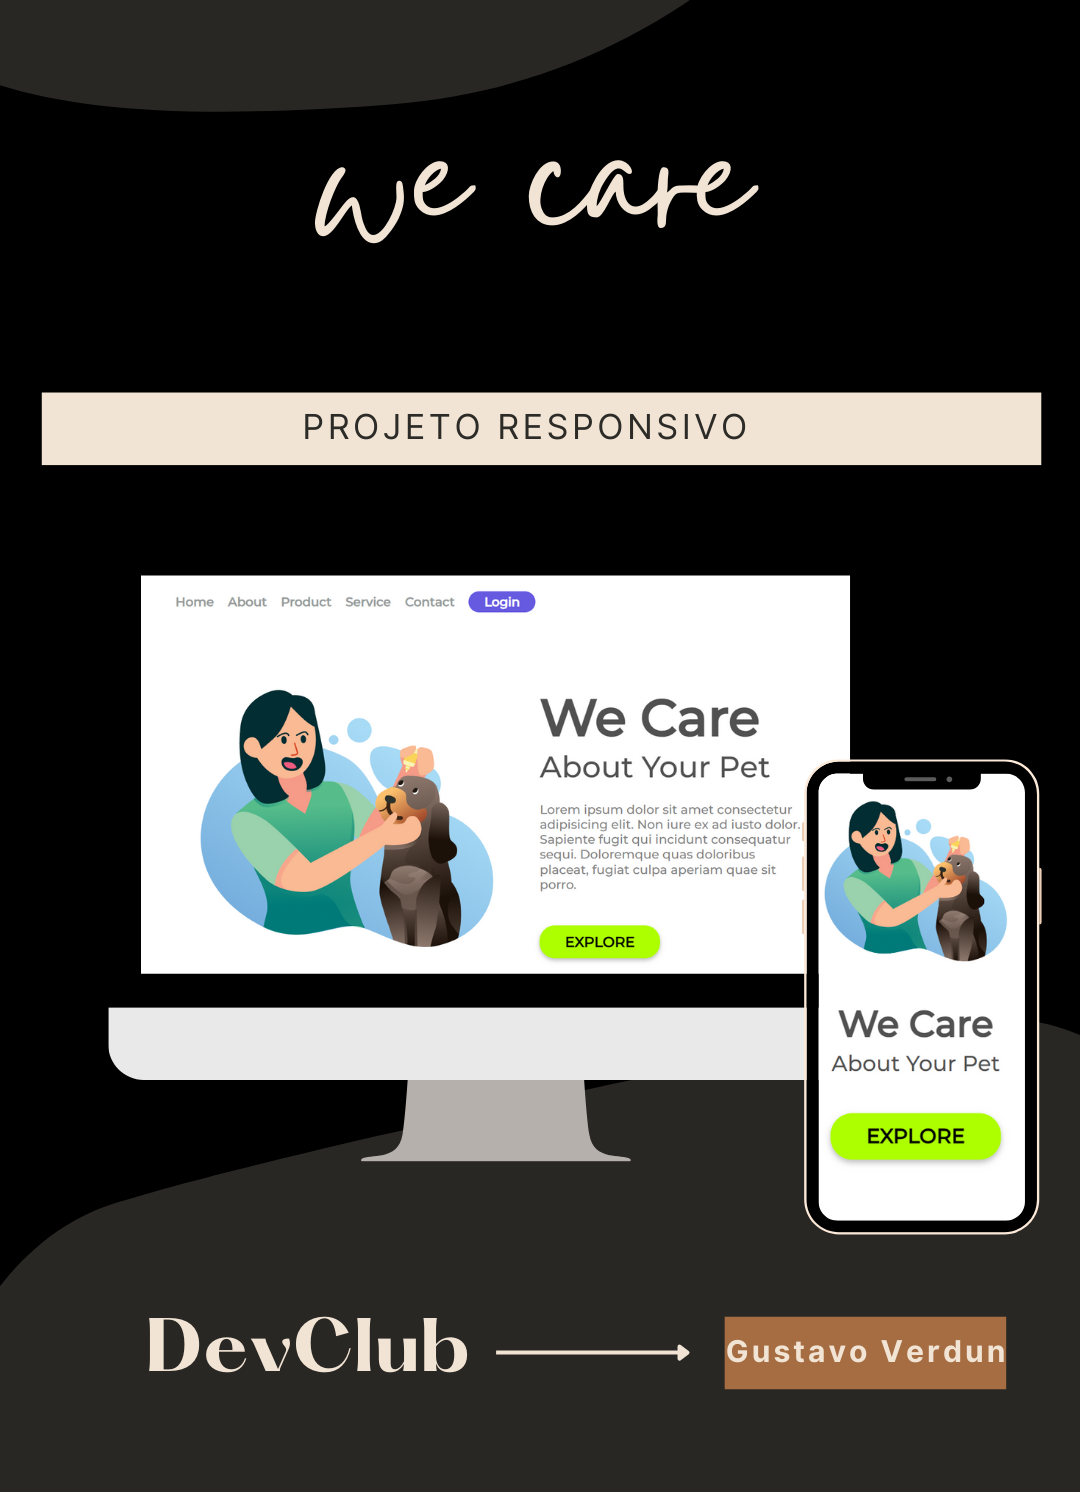 we care
PROJETO RESPONSIVO
Home About Product Service Contact Login
We Care
About Your Pet
Lorem ipsum dolor sit amet consectetur
adipisicing elit. Non iure ex ad iusto dolor.
Sapiente fugit qui incidunt consequatur
sequi. Doloremque quas doloribus
placeat, fugiat culpa aperiam quae sit
porro.
EXPLORE
We Care
About Your Pet
EXPLORE
DevClub
Gustavo Verdun